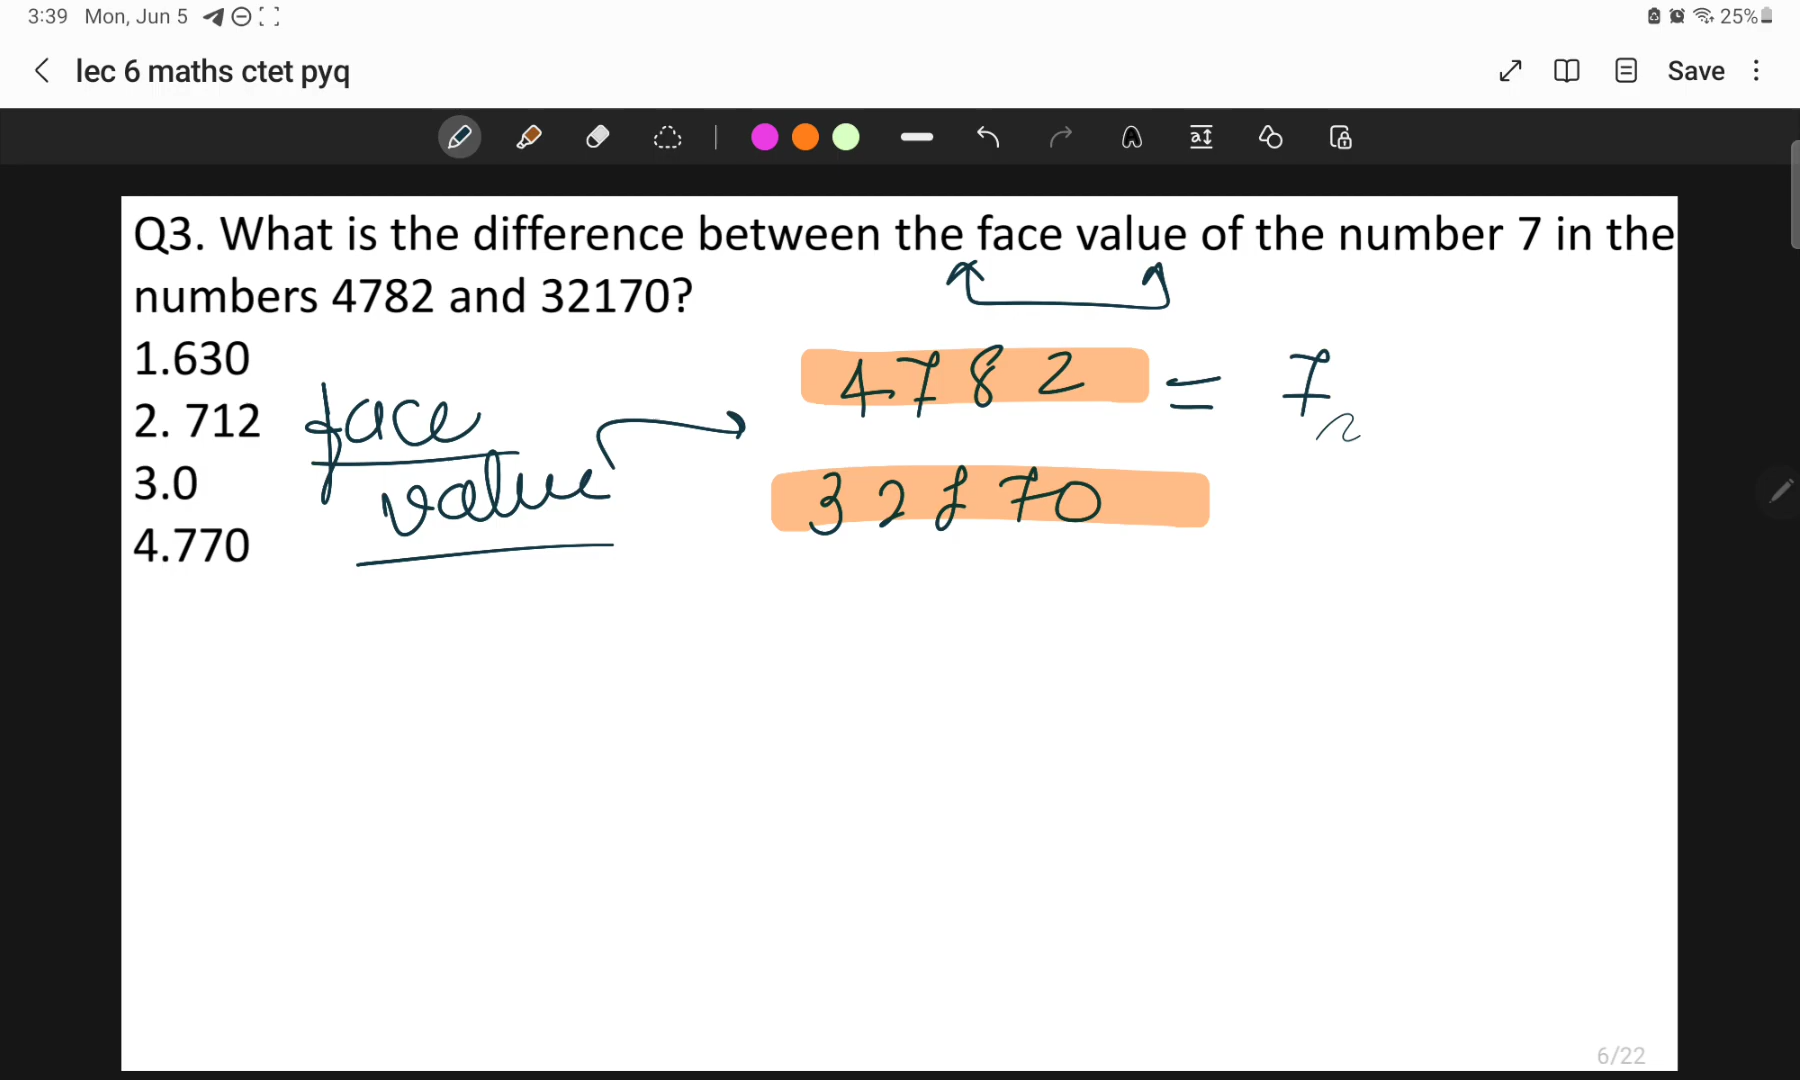 3:39 Mon, Jun 5
25%
lec 6 maths ctet pyq
Save
Q3. What is the difference between the face value of the number 7 in the
numbers 4782 and 32170?
1.630
2. 712
3.0
4.770
face
value
4782 = 7
32170
6/22